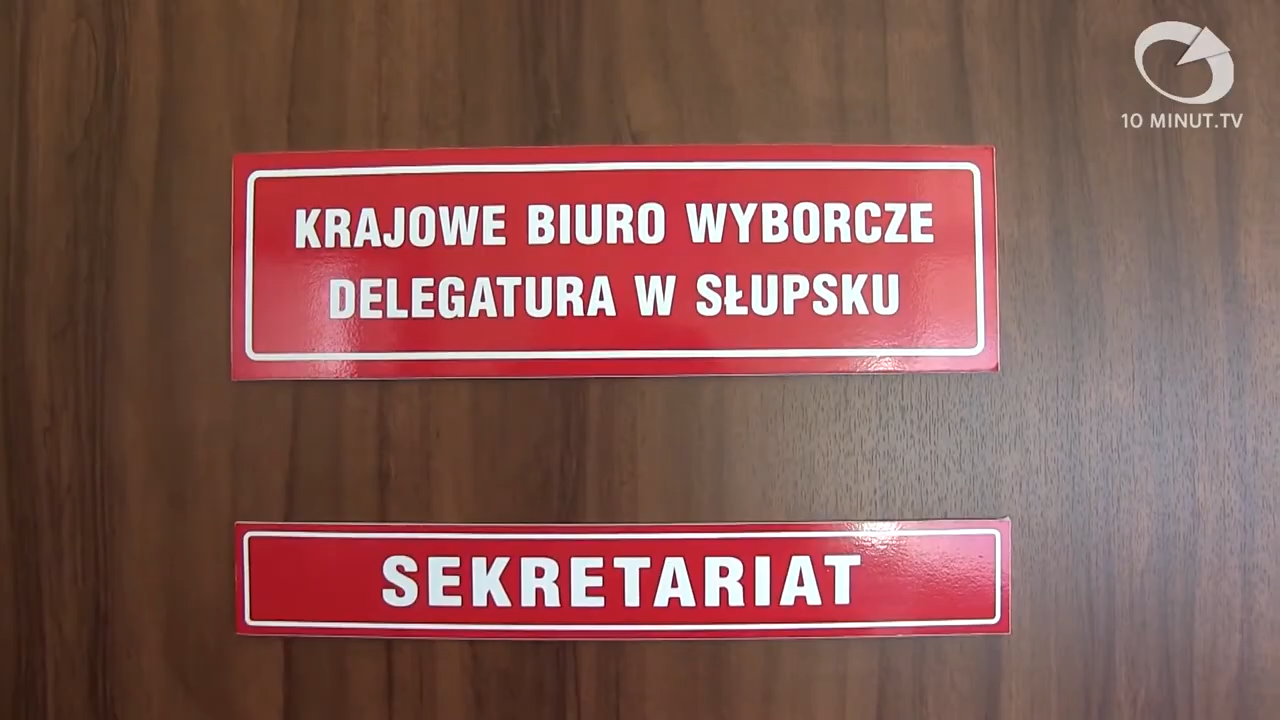 10 MINUT.TV
KRAJOWE BIURO WYBORCZE
DELEGATURA W SŁUPSKU
SEKRETARIAT